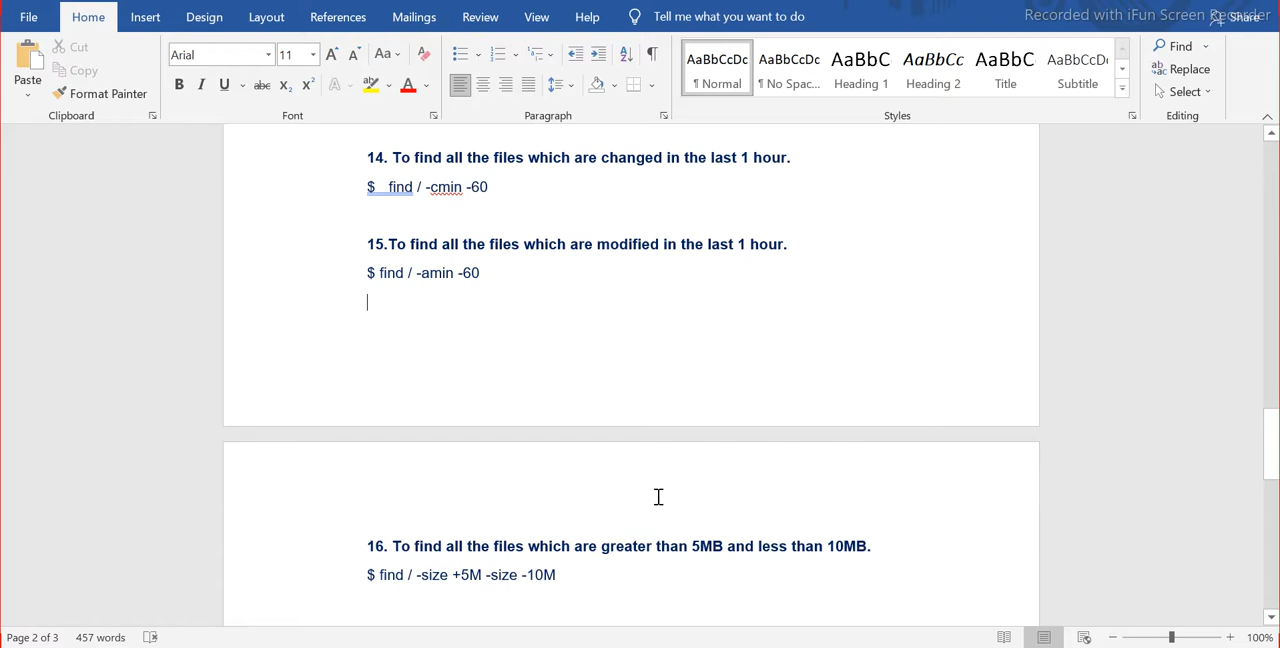 File Home Insert Design Layout References Mailings Review View Help Tell me what you want to do
Recorded with iFun Screen Recorder
Share
Paste
Cut
Copy
Format Painter
Clipboard
Arial 11
Font
Paragraph
AaBbCcDc AaBbCcDc AaBbC AaBbCc AaBbC AaBbCcD
¶ Normal ¶ No Spac... Heading 1 Heading 2 Title Subtitle
Styles
Find
Replace
Select
Editing
14. To find all the files which are changed in the last 1 hour.
$ find / -cmin -60
15.To find all the files which are modified in the last 1 hour.
$ find / -amin -60
16. To find all the files which are greater than 5MB and less than 10MB.
$ find / -size +5M -size -10M
Page 2 of 3 457 words 100%